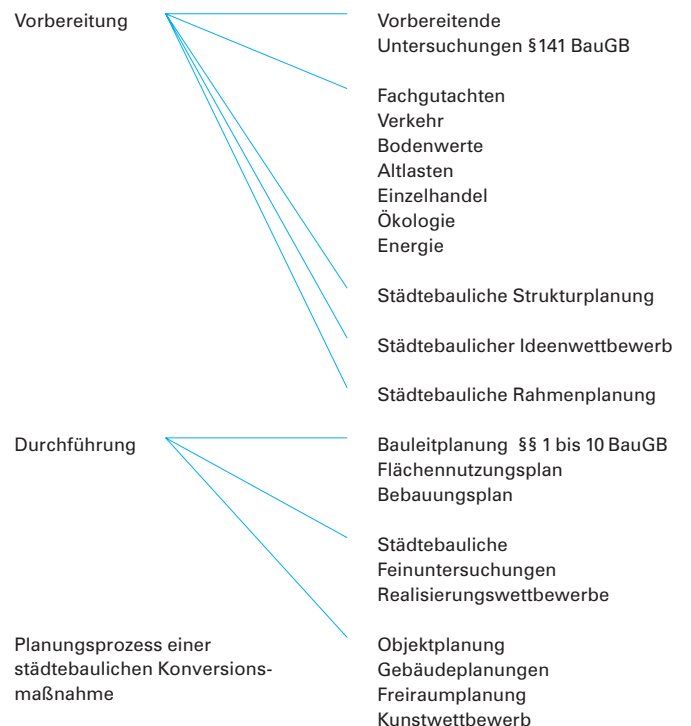 Vorbereitung
Vorbereitende
Untersuchungen §141 BauGB
Fachgutachten
Verkehr
Bodenwerte
Altlasten
Einzelhandel
Ökologie
Energie
Städtebauliche Strukturplanung
Städtebaulicher Ideenwettbewerb
Städtebauliche Rahmenplanung
Durchführung
Bauleitplanung §§ 1 bis 10 BauGB
Flächennutzungsplan
Bebauungsplan
Städtebauliche
Feinuntersuchungen
Realisierungswettbewerbe
Objektplanung
Gebäudeplanungen
Freiraumplanung
Kunstwettbewerb
Planungsprozess einer
städtebaulichen Konversions-
maßnahme